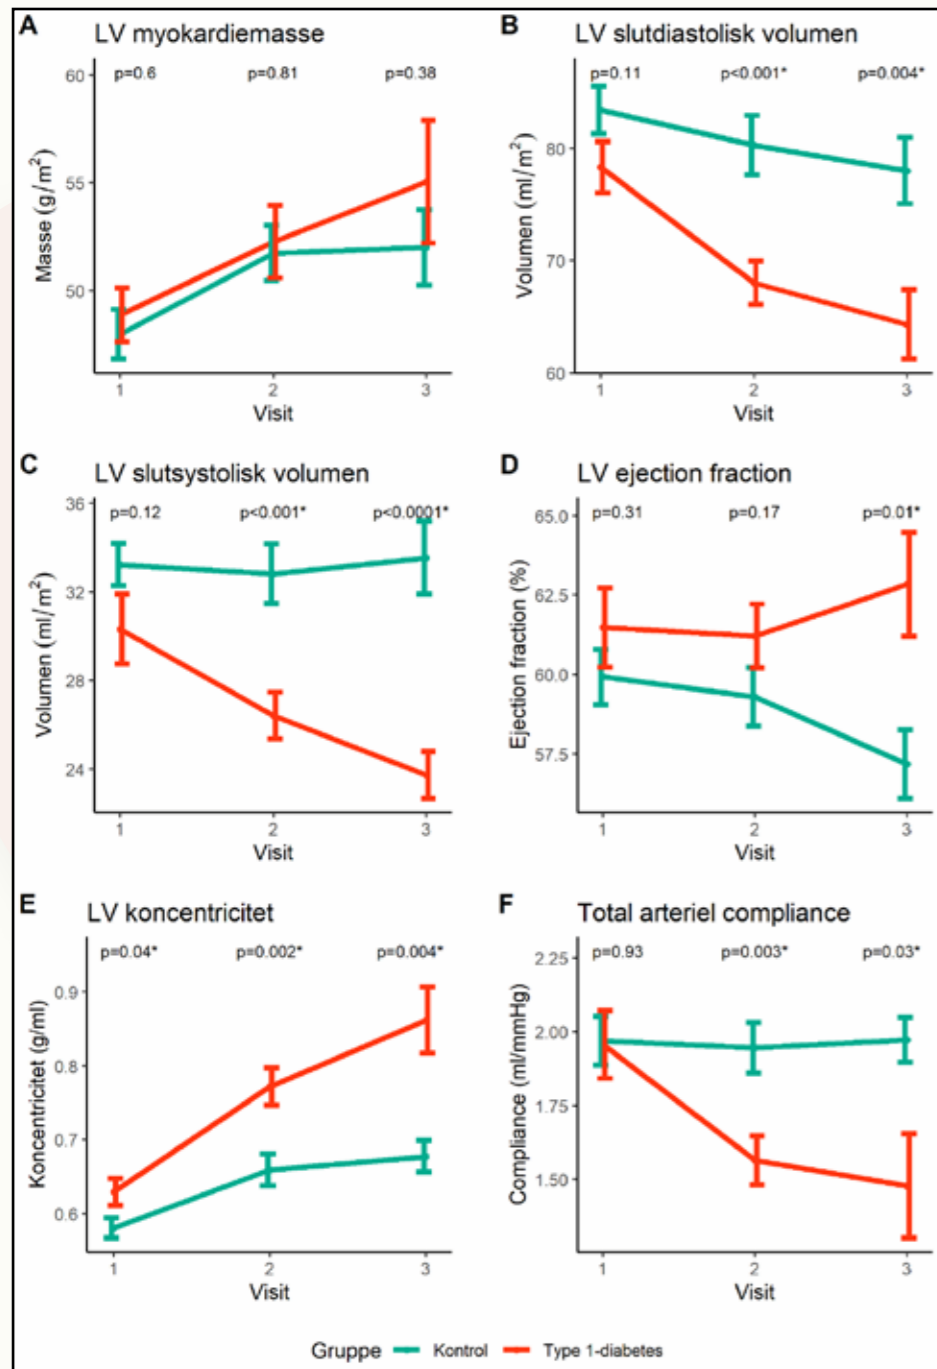 A LV myokardiemasse
p=0.6 p=0.81 p=0.38
60
55
50
Masse (g/m²)
1 2 3
Visit
B LV slutdiastolisk volumen
p=0.11 p<0.001* p=0.004*
80
70
60
Volumen (ml/m²)
1 2 3
Visit
C LV slutsystolisk volumen
p=0.12 p<0.001* p<0.0001*
36
32
28
24
Volumen (ml/m²)
1 2 3
Visit
D LV ejection fraction
p=0.31 p=0.17 p=0.01*
65.0
62.5
60.0
57.5
Ejection fraction (%)
1 2 3
Visit
E LV koncentricitet
p=0.04* p=0.002* p=0.004*
0.9
0.8
0.7
0.6
Koncentricitet (g/ml)
1 2 3
Visit
F Total arteriel compliance
p=0.93 p=0.003* p=0.03*
2.25
2.00
1.75
1.50
Compliance (ml/mmHg)
1 2 3
Visit
Gruppe Kontrol Type 1-diabetes